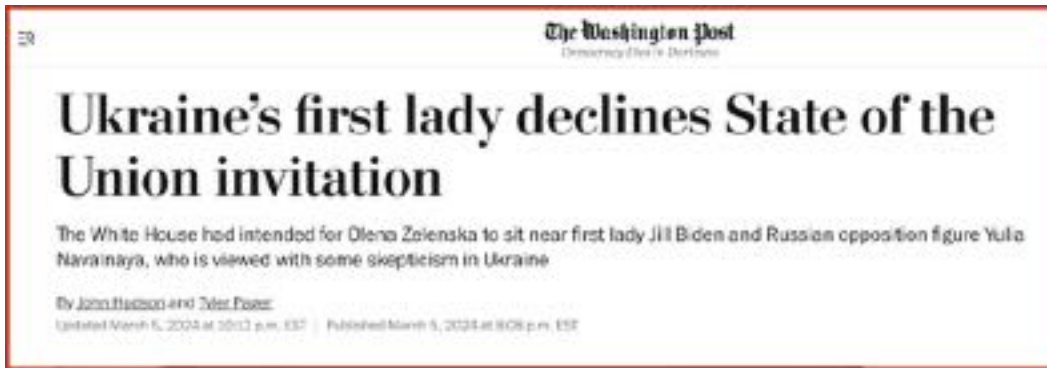 The Washington Post
Democracy Dies in Darkness
Ukraine's first lady declines State of the
Union invitation
The White House had intended for Olena Zelenska to sit near first lady Jill Biden and Russian opposition figure Yulia
Navalnaya, who is viewed with some skepticism in Ukraine
By John Hudson and Tyler Pager
Updated March 5, 2024 at 10:12 p.m. EST | Published March 5, 2024 at 8:08 p.m. EST